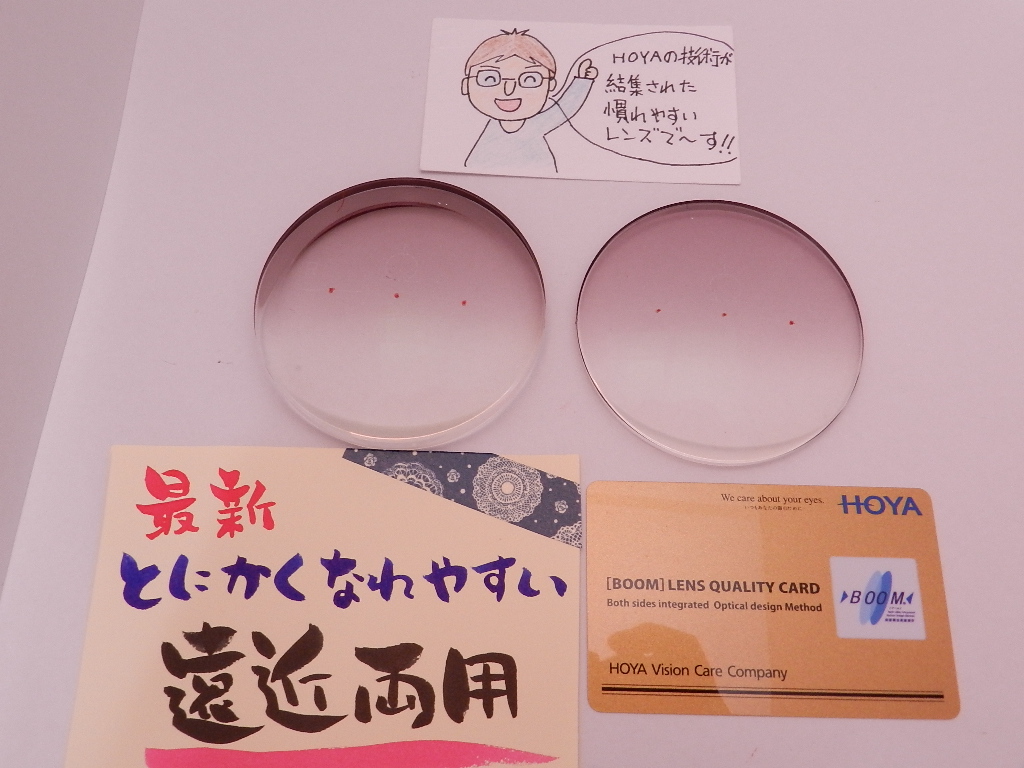 HOYAの技術が
結集された
慣れやすい
レンズで〜す!!
最新
とにかくなれやすい
遠近両用
We care about your eyes.
HOYA
[BOOM] LENS QUALITY CARD
Both sides integrated Optical design Method
BOOM
HOYA Vision Care Company